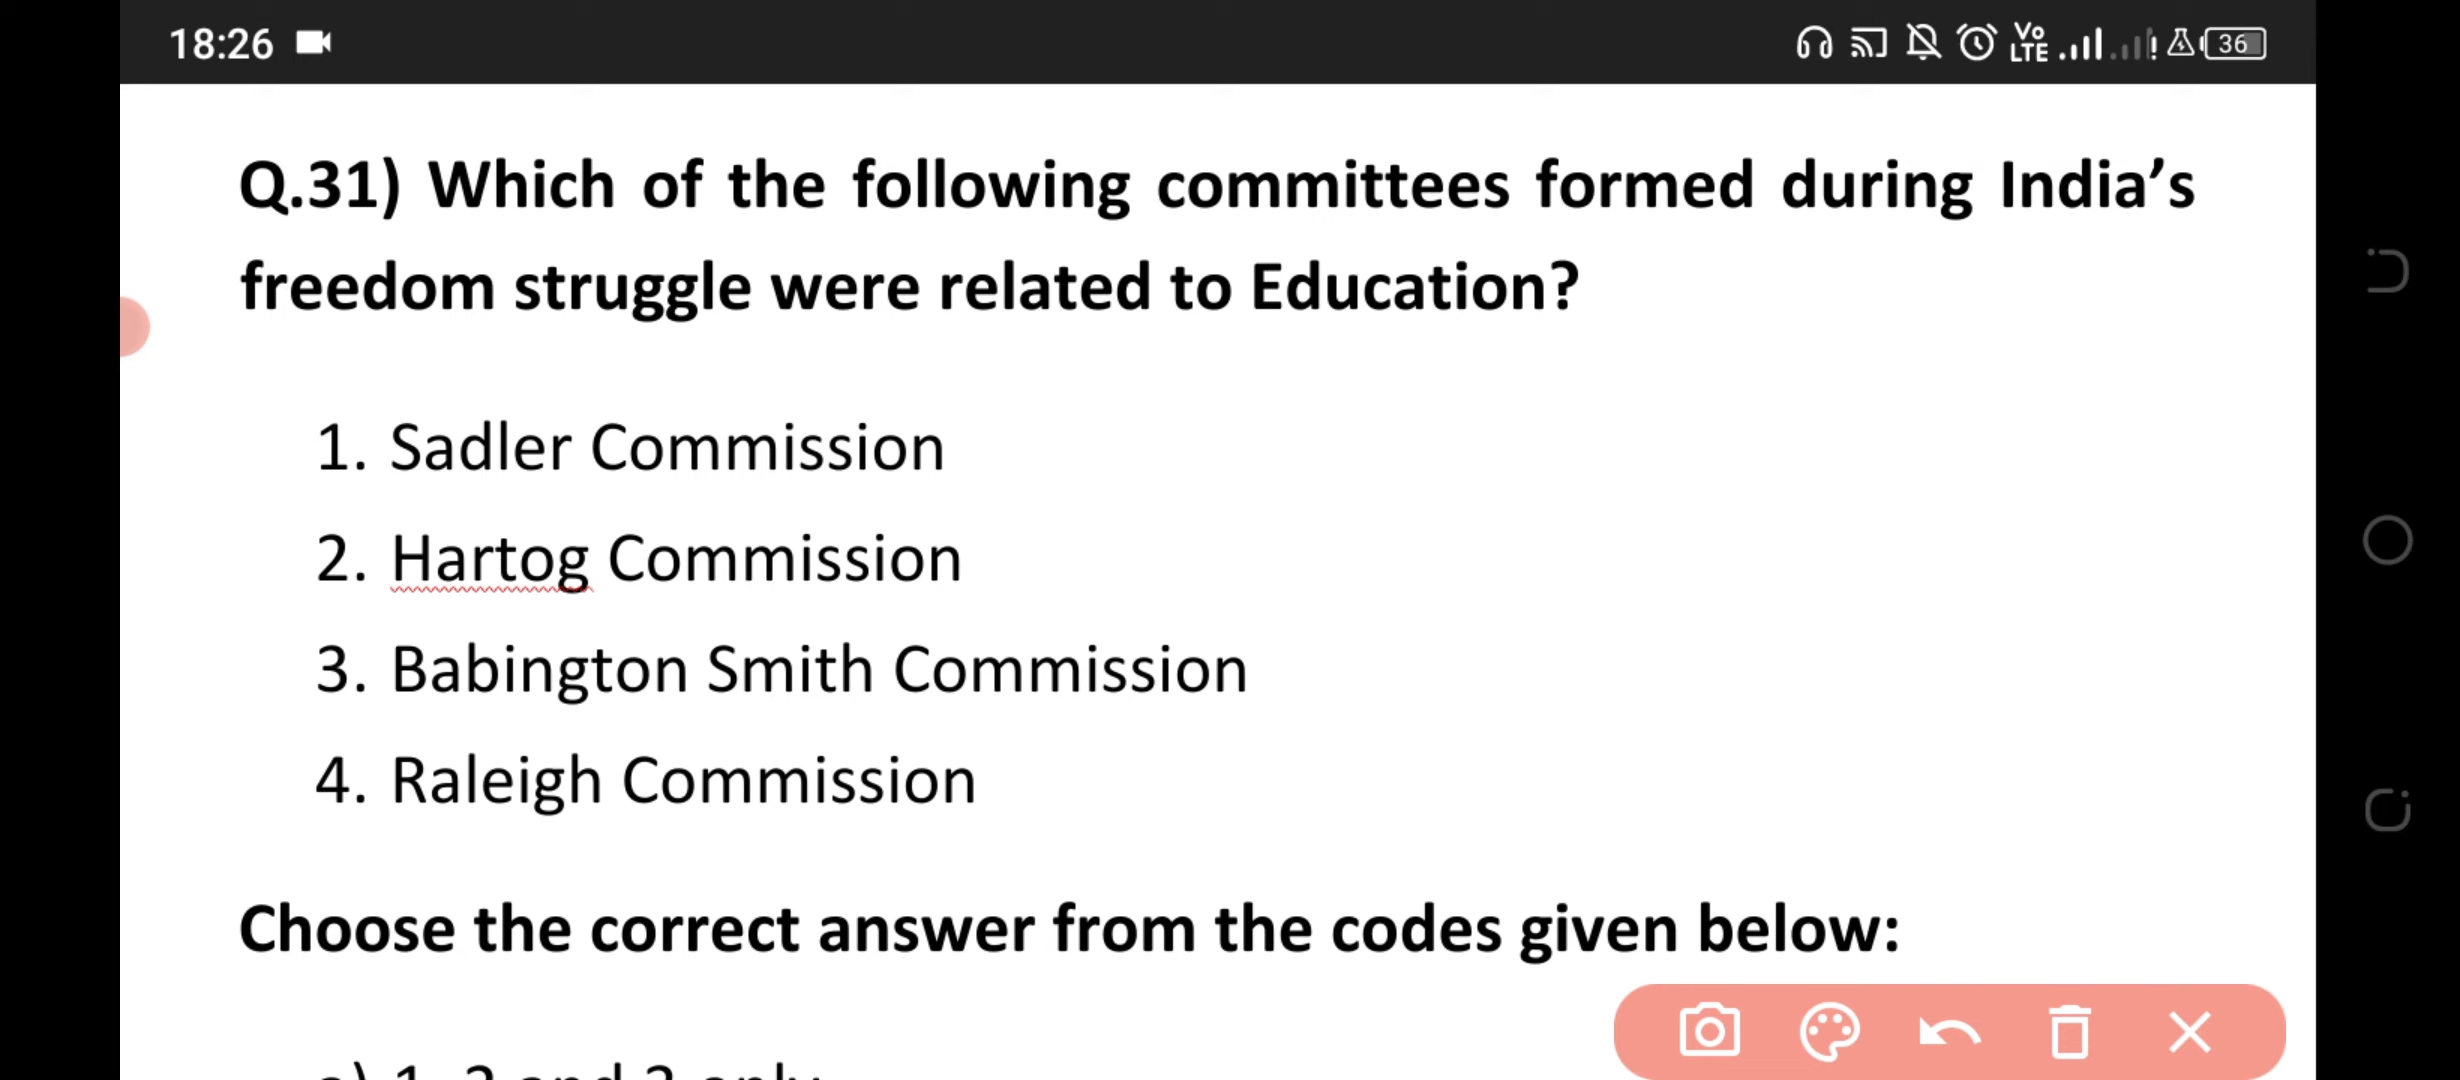 18:26
Vo LTE 36
Q.31) Which of the following committees formed during India’s
freedom struggle were related to Education?
1. Sadler Commission
2. Hartog Commission
3. Babington Smith Commission
4. Raleigh Commission
Choose the correct answer from the codes given below: